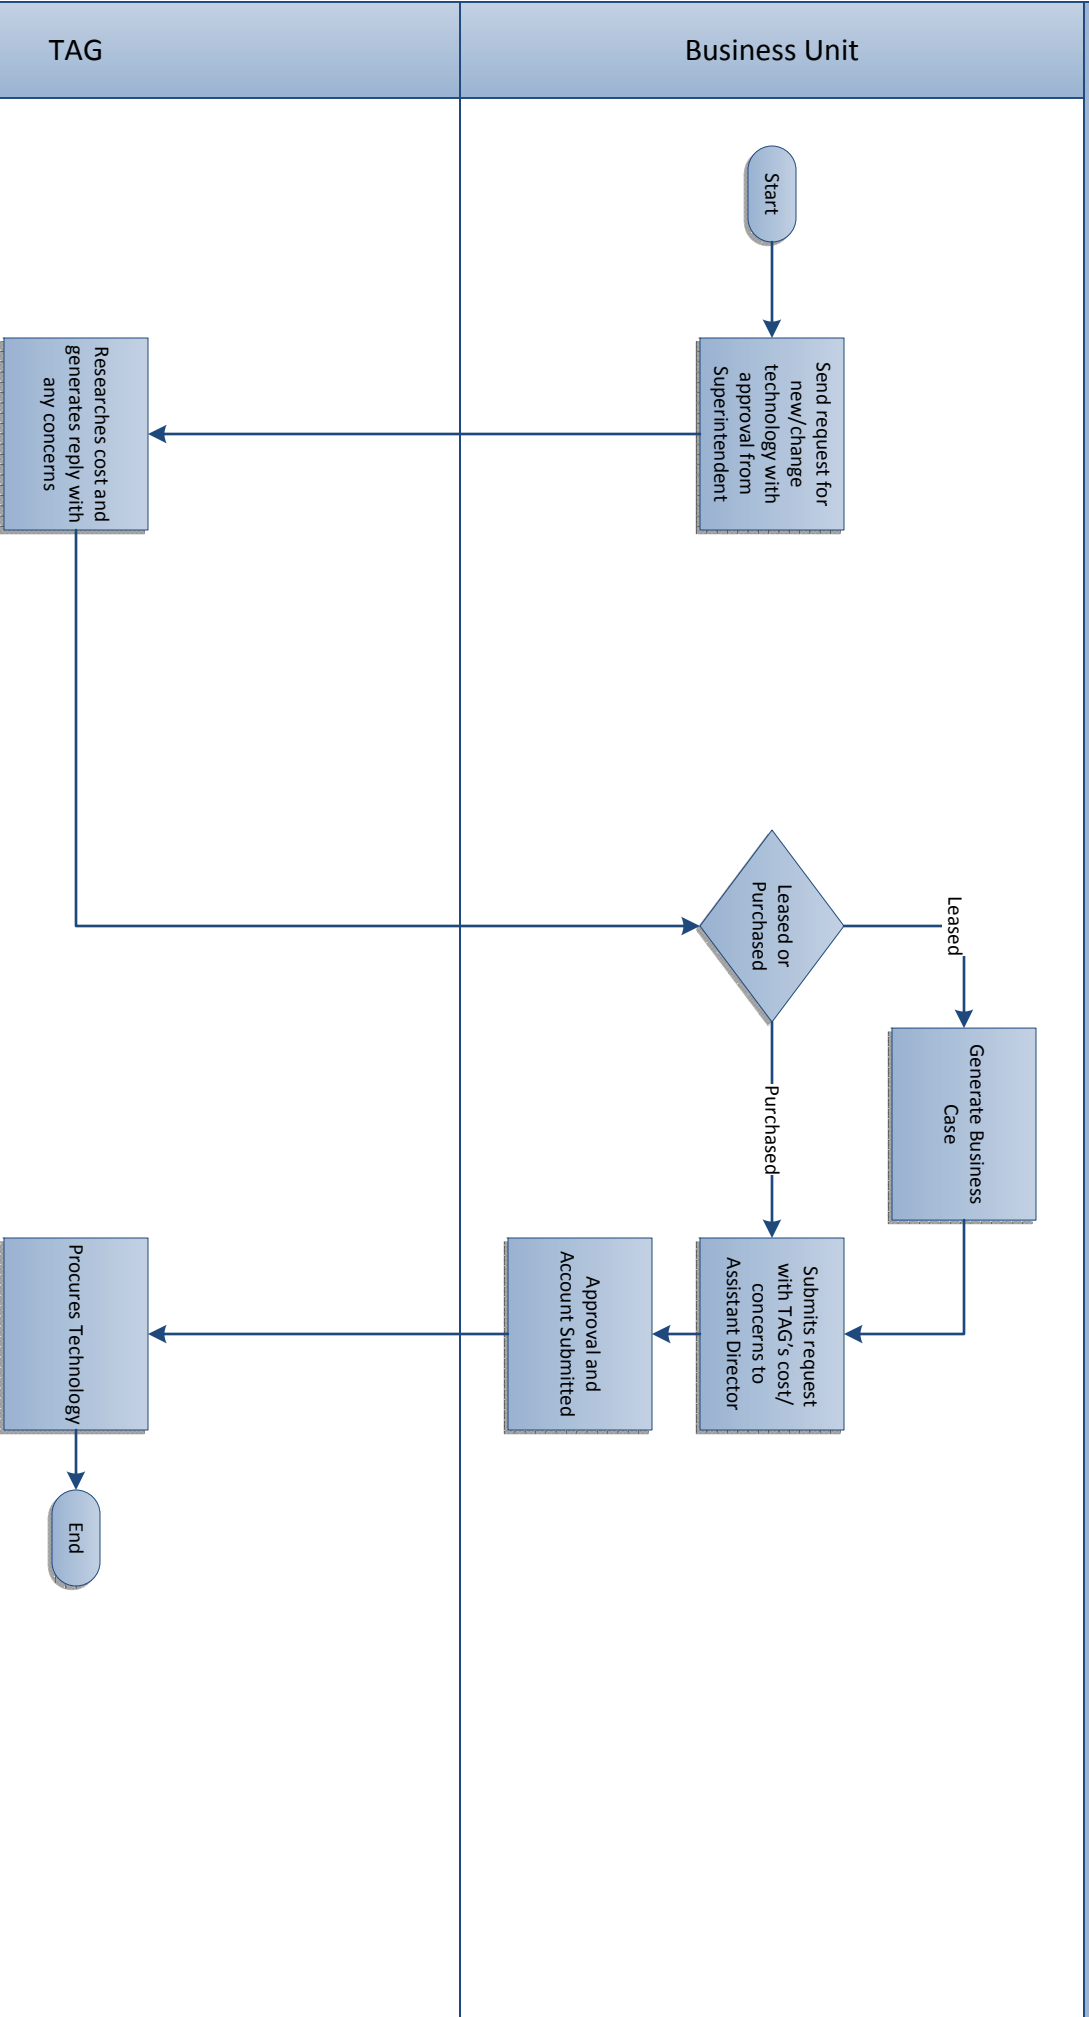 TAG
Business Unit
Start
Send request for
new/change
technology with
approval from
Superintendent
Researches cost and
generates reply with
any concerns
Leased or
Purchased
Leased
Generate Business
Case
Purchased
Submits request
with TAG’s cost/
concerns to
Assistant Director
Approval and
Account Submitted
Procures Technology
End